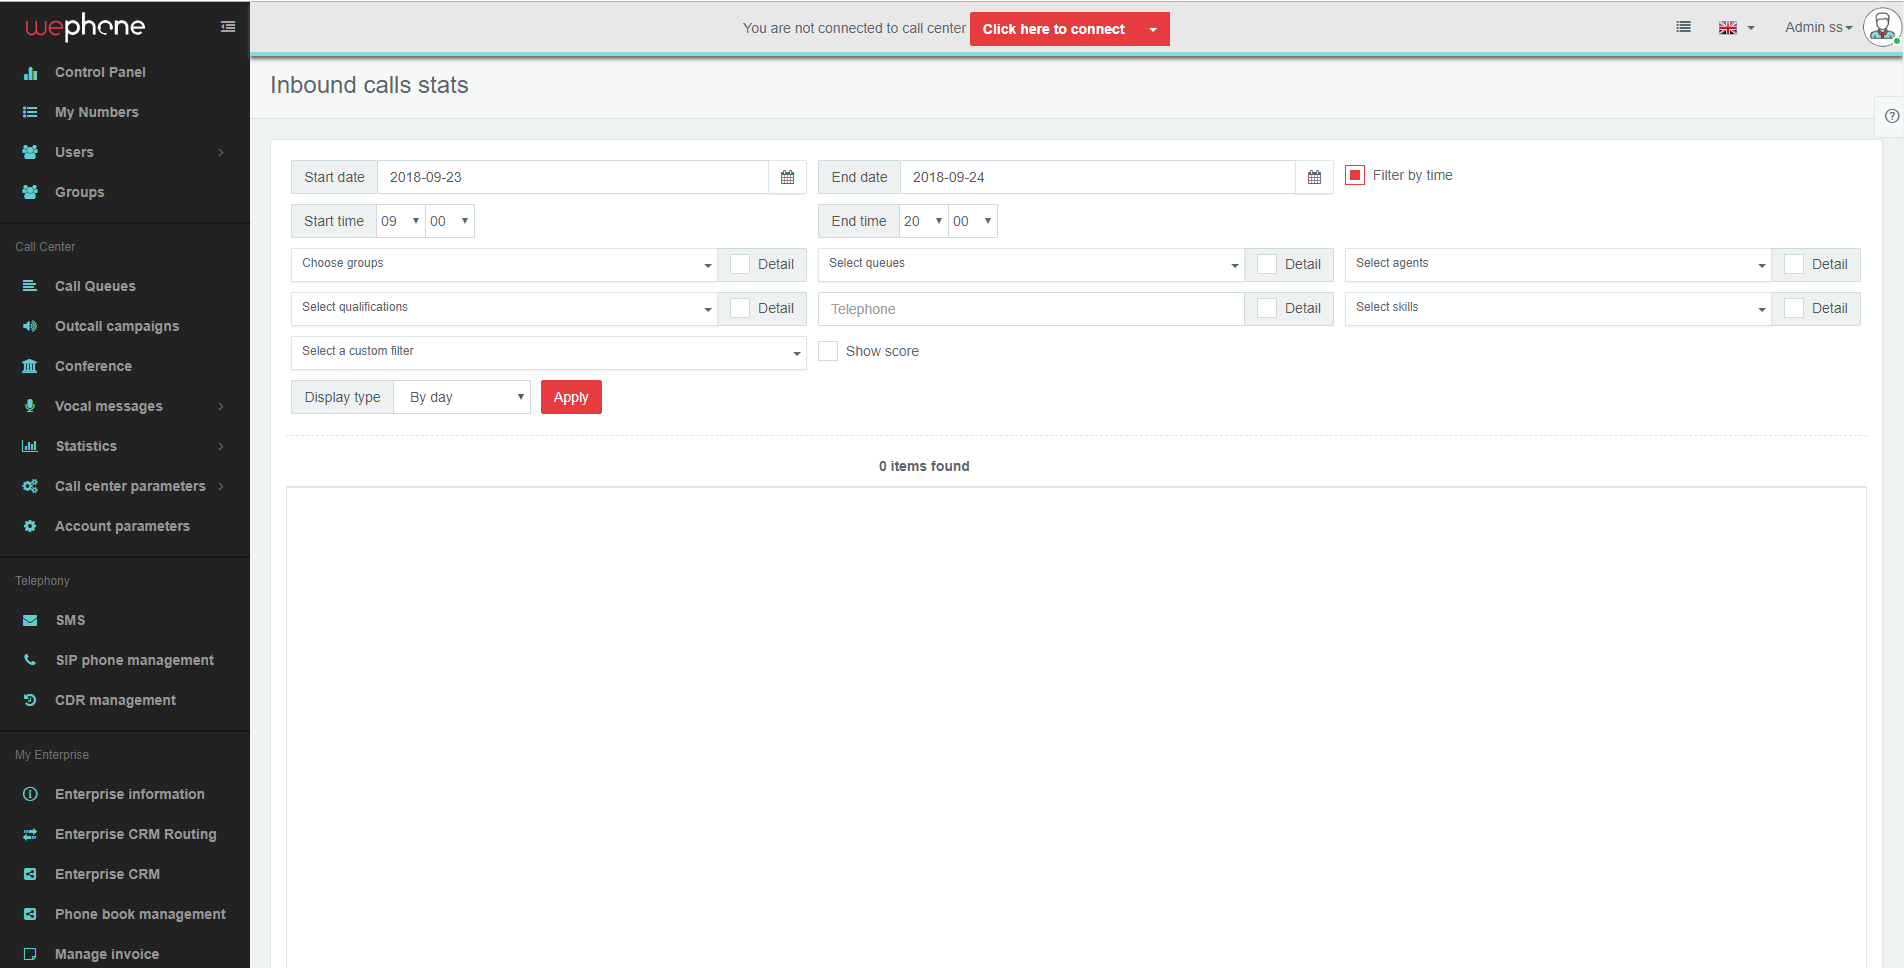 wephone
You are not connected to call center Click here to connect
Admin ss
Control Panel
My Numbers
Users
Groups
Call Center
Call Queues
Outcall campaigns
Conference
Vocal messages
Statistics
Call center parameters
Account parameters
Telephony
SMS
SIP phone management
CDR management
My Enterprise
Enterprise information
Enterprise CRM Routing
Enterprise CRM
Phone book management
Manage invoice
Inbound calls stats
Start date 2018-09-23 End date 2018-09-24 Filter by time
Start time 09 00 End time 20 00
Choose groups Detail Select queues Detail Select agents Detail
Select qualifications Detail Telephone Detail Select skills Detail
Select a custom filter Show score
Display type By day Apply
0 items found